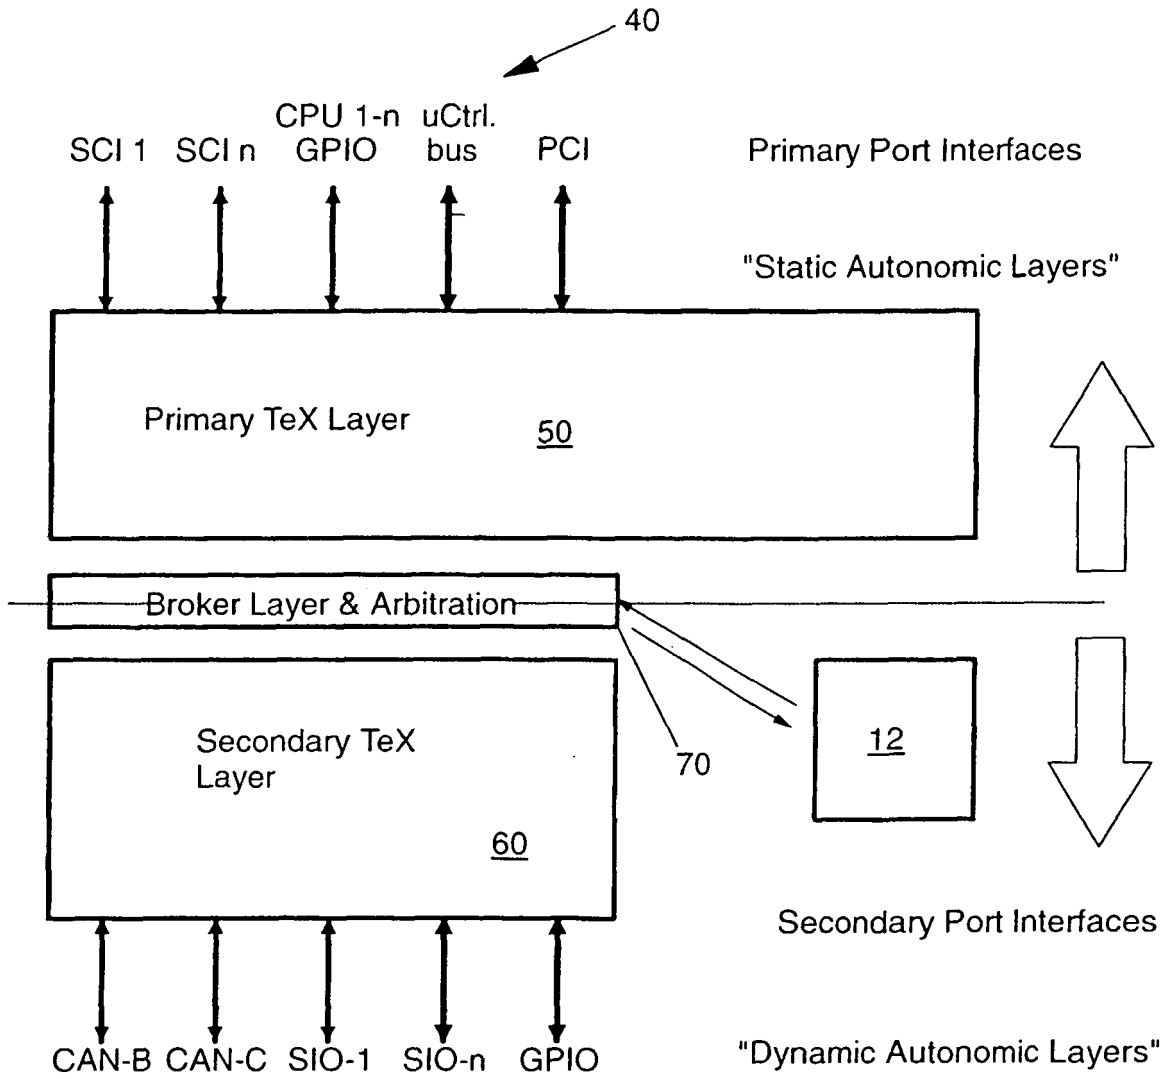 40
CPU 1-n uCtrl.
SCI 1 SCI n GPIO bus PCI
Primary Port Interfaces
"Static Autonomic Layers"
Primary TeX Layer
50
Broker Layer & Arbitration
Secondary TeX
Layer
70
12
60
Secondary Port Interfaces
CAN-B CAN-C SIO-1 SIO-n GPIO
"Dynamic Autonomic Layers"